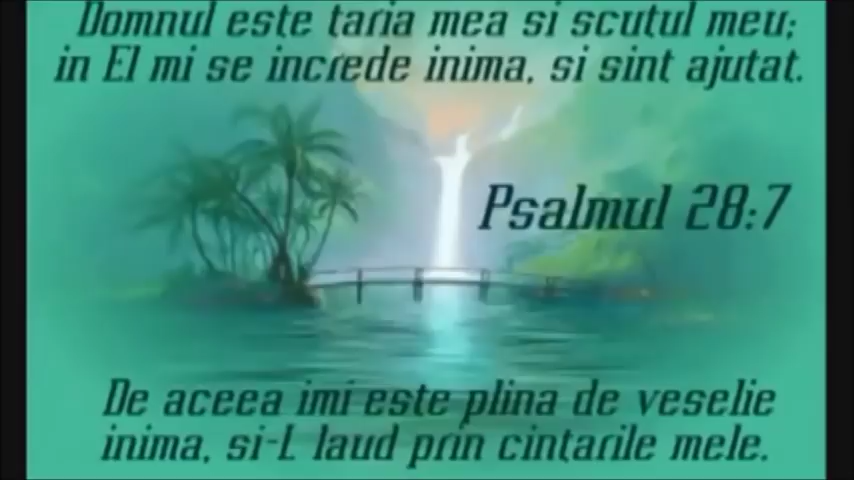 Domnul este taria mea si scutul meu;
in El mi se increde inima, si sint ajutat.
Psalmul 28:7
De aceea imi este plina de veselie
inima, si-L laud prin cintarile mele.